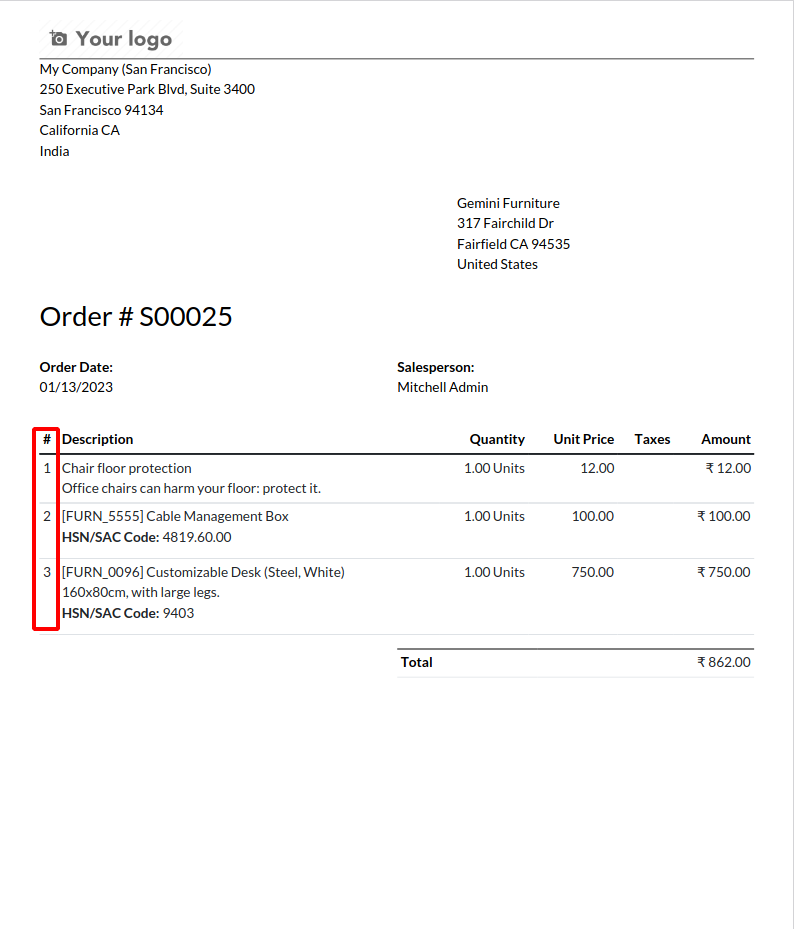 Your logo
My Company (San Francisco)
250 Executive Park Blvd, Suite 3400
San Francisco 94134
California CA
India
Gemini Furniture
317 Fairchild Dr
Fairfield CA 94535
United States
Order # S00025
Order Date: Salesperson:
01/13/2023 Mitchell Admin
# Description Quantity Unit Price Taxes Amount
1 Chair floor protection 1.00 Units 12.00 ₹ 12.00
Office chairs can harm your floor: protect it.
2 [FURN_5555] Cable Management Box 1.00 Units 100.00 ₹ 100.00
HSN/SAC Code: 4819.60.00
3 [FURN_0096] Customizable Desk (Steel, White) 1.00 Units 750.00 ₹ 750.00
160x80cm, with large legs.
HSN/SAC Code: 9403
Total ₹ 862.00